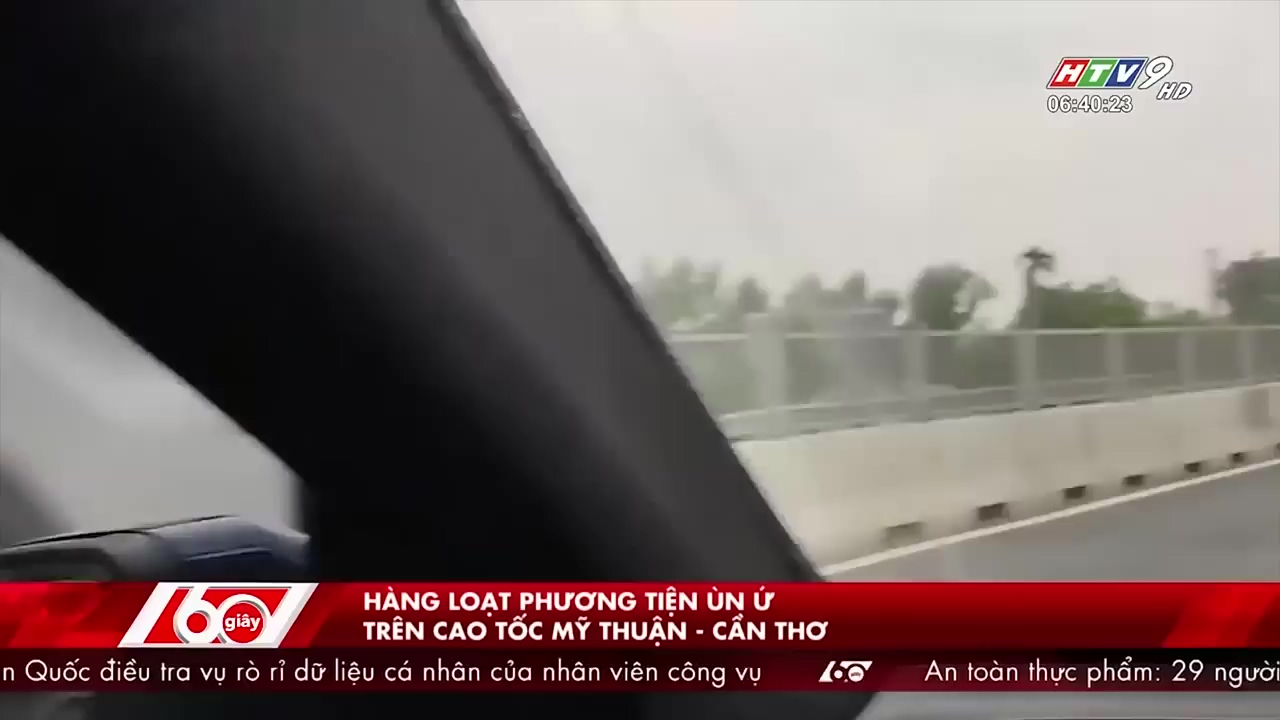 HTV9 HD
06:40:23
HÀNG LOẠT PHƯƠNG TIỆN ÙN Ứ
TRÊN CAO TỐC MỸ THUẬN - CẦN THƠ
60 giây
n Quốc điều tra vụ rò rỉ dữ liệu cá nhân của nhân viên công vụ 60 giây An toàn thực phẩm: 29 người